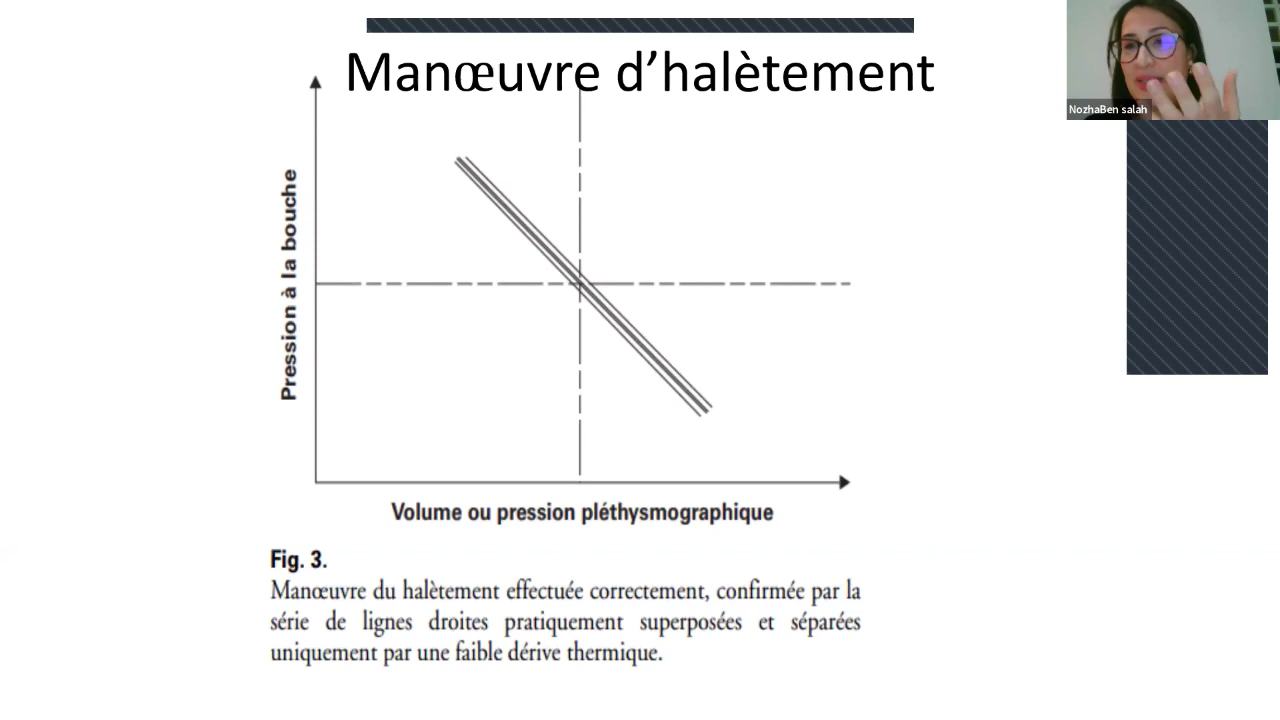 Manœuvre d’halètement
NozhaBen salah
Pression à la bouche
Volume ou pression pléthysmographique
Fig. 3.
Manœuvre du halètement effectuée correctement, confirmée par la
série de lignes droites pratiquement superposées et séparées
uniquement par une faible dérive thermique.